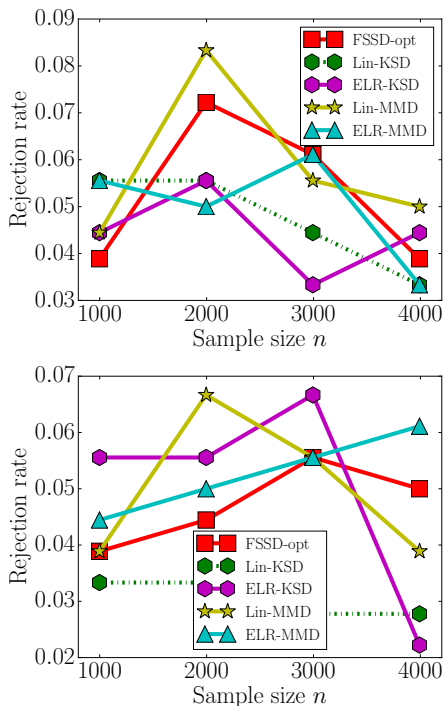 0.09
0.08
0.07
0.06
0.05
0.04
0.03
Rejection rate
FSSD-opt
Lin-KSD
ELR-KSD
Lin-MMD
ELR-MMD
1000 2000 3000 4000
Sample size n
0.07
0.06
0.05
0.04
0.03
0.02
Rejection rate
FSSD-opt
Lin-KSD
ELR-KSD
Lin-MMD
ELR-MMD
1000 2000 3000 4000
Sample size n